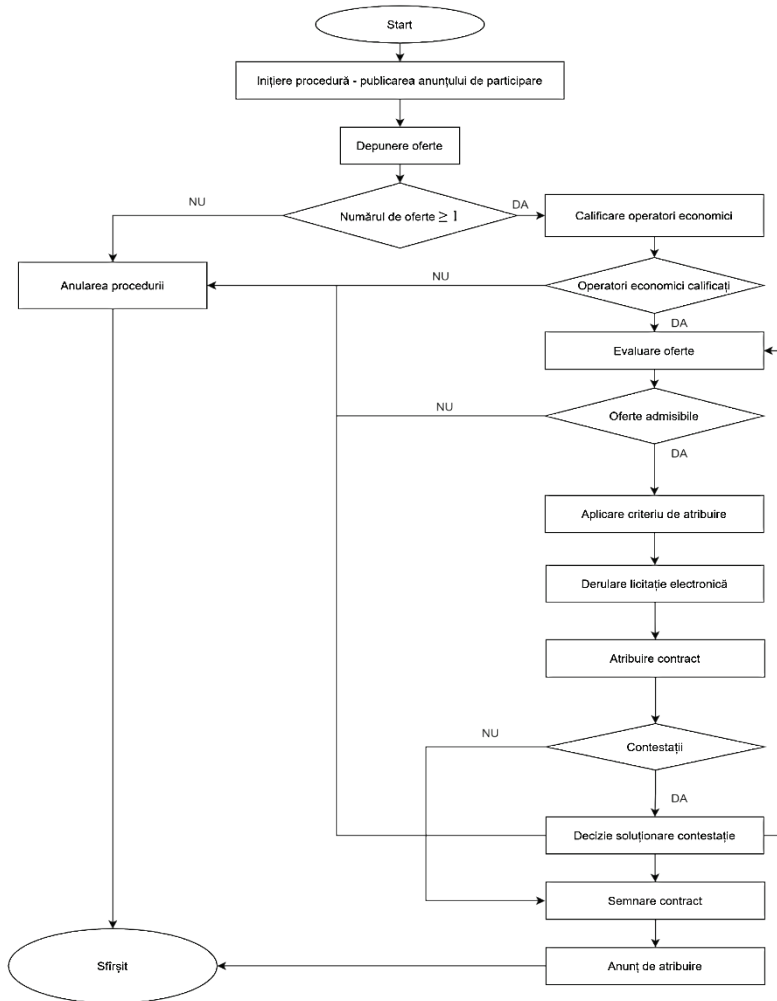 Start
Inițiere procedură - publicarea anunțului de participare
Depunere oferte
NU
Numărul de oferte ≥ 1
DA
Calificare operatori economici
Anularea procedurii
NU
Operatori economici calificați
DA
Evaluare oferte
NU
Oferte admisibile
DA
Aplicare criteriu de atribuire
Derulare licitație electronică
Atribuire contract
NU
Contestații
DA
Decizie soluționare contestație
Semnare contract
Sfîrșit
Anunț de atribuire